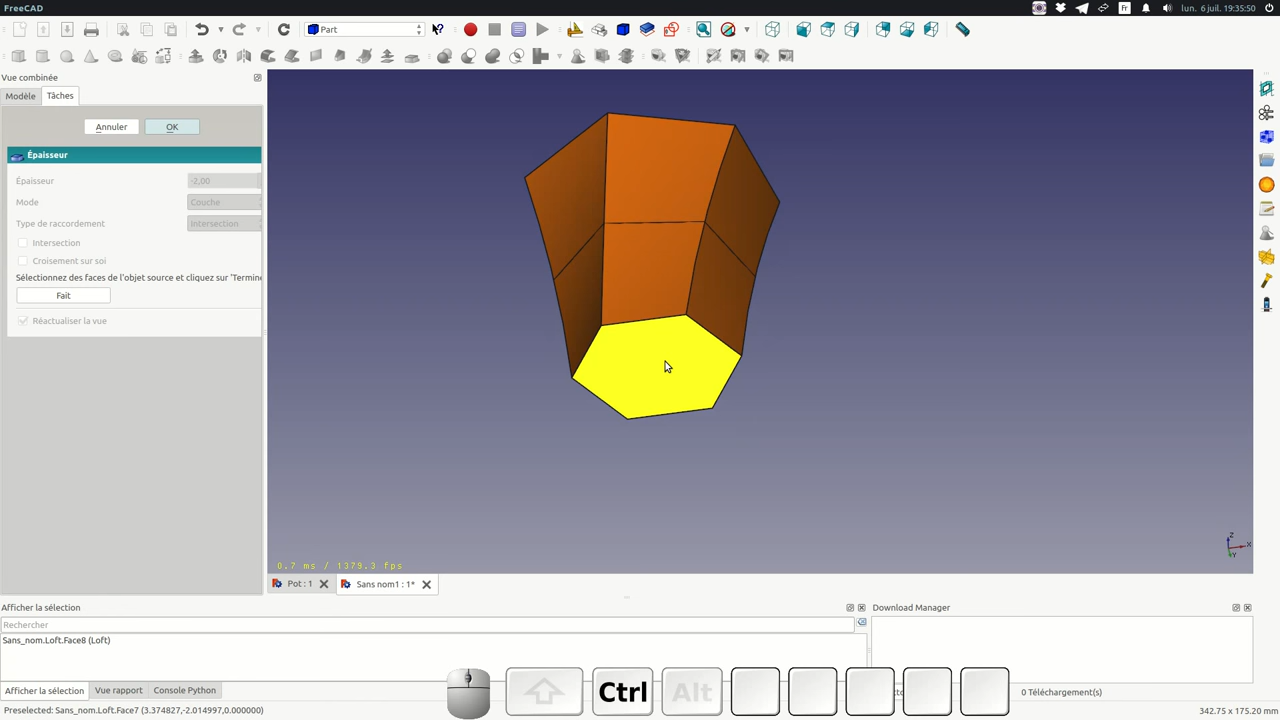 FreeCAD
Fr
lun. 6 juil, 19:35:50
Part
Vue combinée
Modèle
Tâches
Annuler
OK
Épaisseur
Épaisseur
-2,00
Mode
Couche
Type de raccordement
Intersection
Intersection
Croisement sur soi
Sélectionnez des faces de l'objet source et cliquez sur 'Termine
Fait
Réactualiser la vue
Z
X
Y
0.7 ms / 1379.3 fps
Pot : 1
Sans nom1 : 1*
Afficher la sélection
Download Manager
Rechercher
Sans_nom.Loft.Face8 (Loft)
Ctrl
Alt
Afficher la sélection
Vue rapport
Console Python
0 Téléchargement(s)
Preselected: Sans_nom.Loft.Face7 (3.374827,-2.014997,0.000000)
342.75 x 175.20 mm